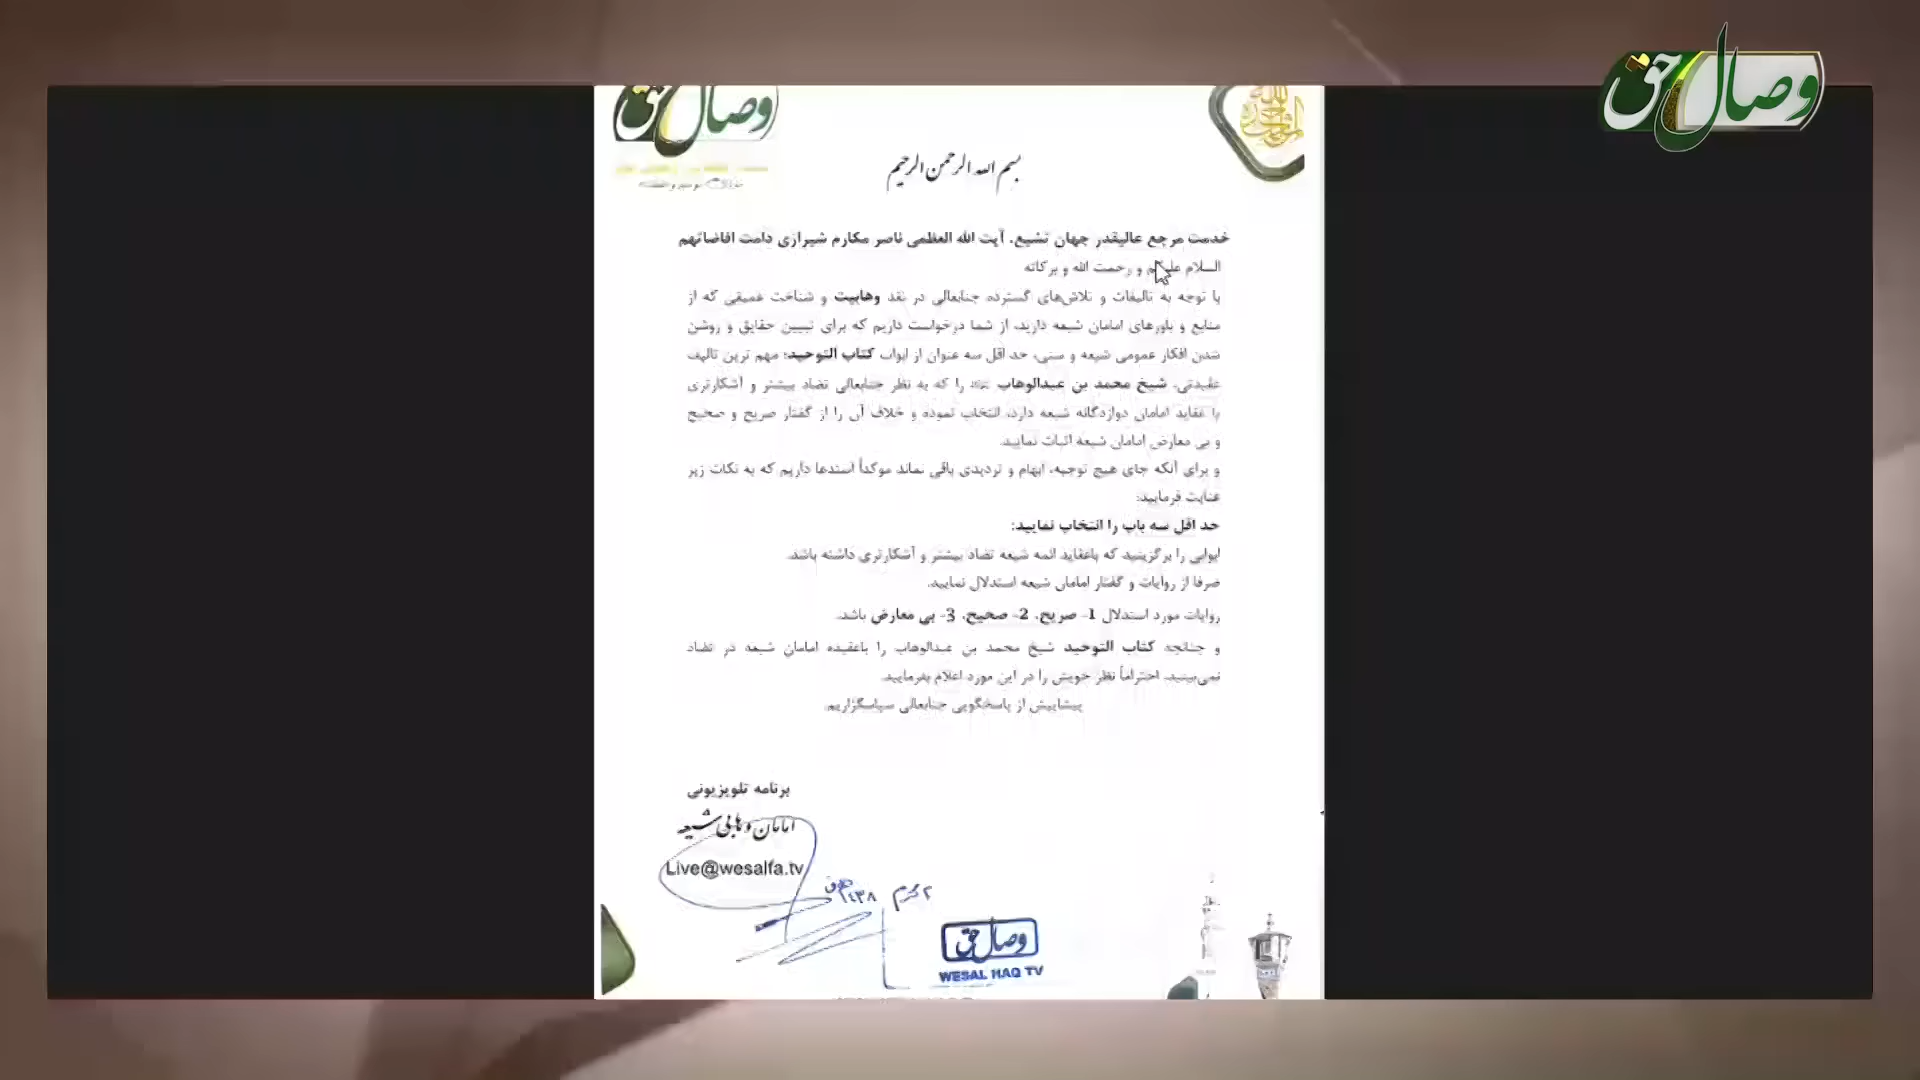 وصال حق
وصال حق
بسم الله الرحمن الرحیم
خدمت مرجع عالیقدر جهان تشیع، آیت الله العظمی ناصر مکارم شیرازی دامت افاضاتهم
السلام علیکم و رحمت الله و برکاته
با توجه به تالیفات و تلاش‌های گسترده جنابعالی در نقد وهابیت و شناخت عمیقی که از
منابع و باورهای امامان شیعه دارید، از شما درخواست داریم که برای تبیین حقایق و روشن
شدن افکار عمومی شیعه و سنی، حد اقل سه عنوان از ابواب کتاب التوحید؛ مهم ترین تالیف
عقیدتی، شیخ محمد بن عبدالوهاب را که به نظر جنابعالی تضاد بیشتر و آشکارتری
با عقاید امامان دوازدگانه شیعه دارد، انتخاب نموده و خلاف آن را از گفتار صریح و صحیح
و بی معارض امامان شیعه اثبات نمایید.
و برای آنکه جای هیچ توجیه، ابهام و تردیدی باقی نماند موکداً استدعا داریم که به نکات زیر
عنایت فرمایید:
حد اقل سه باب را انتخاب نمایید:
ابوابی را برگزینید که باعقاید ائمه شیعه تضاد بیشتر و آشکارتری داشته باشد.
صرفا از روایات و گفتار امامان شیعه استدلال نمایید.
روایات مورد استدلال 1- صریح، 2- صحیح، 3- بی معارض باشد.
و چنانچه کتاب التوحید شیخ محمد بن عبدالوهاب را باعقیده امامان شیعه در تضاد
نمی‌بینید، احتراماً نظر خویش را در این مورد اعلام بفرمایید.
پیشاپیش از پاسخگویی جنابعالی سپاسگزاریم.
برنامه تلویزیونی
امامان وهابی شیعه
Live@wesalfa.tv
۲ محرم ۱۴۳۸
وصال حق
WESAL HAQ TV